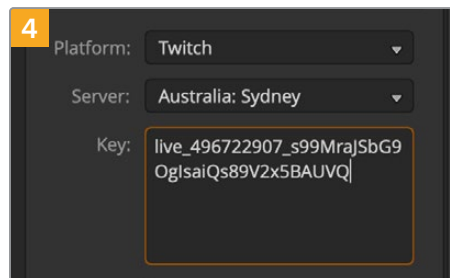 4
Platform: Twitch
Server: Australia: Sydney
Key: live_496722907_s99MraJSbG9
OgIsaiQs89V2x5BAUVQ